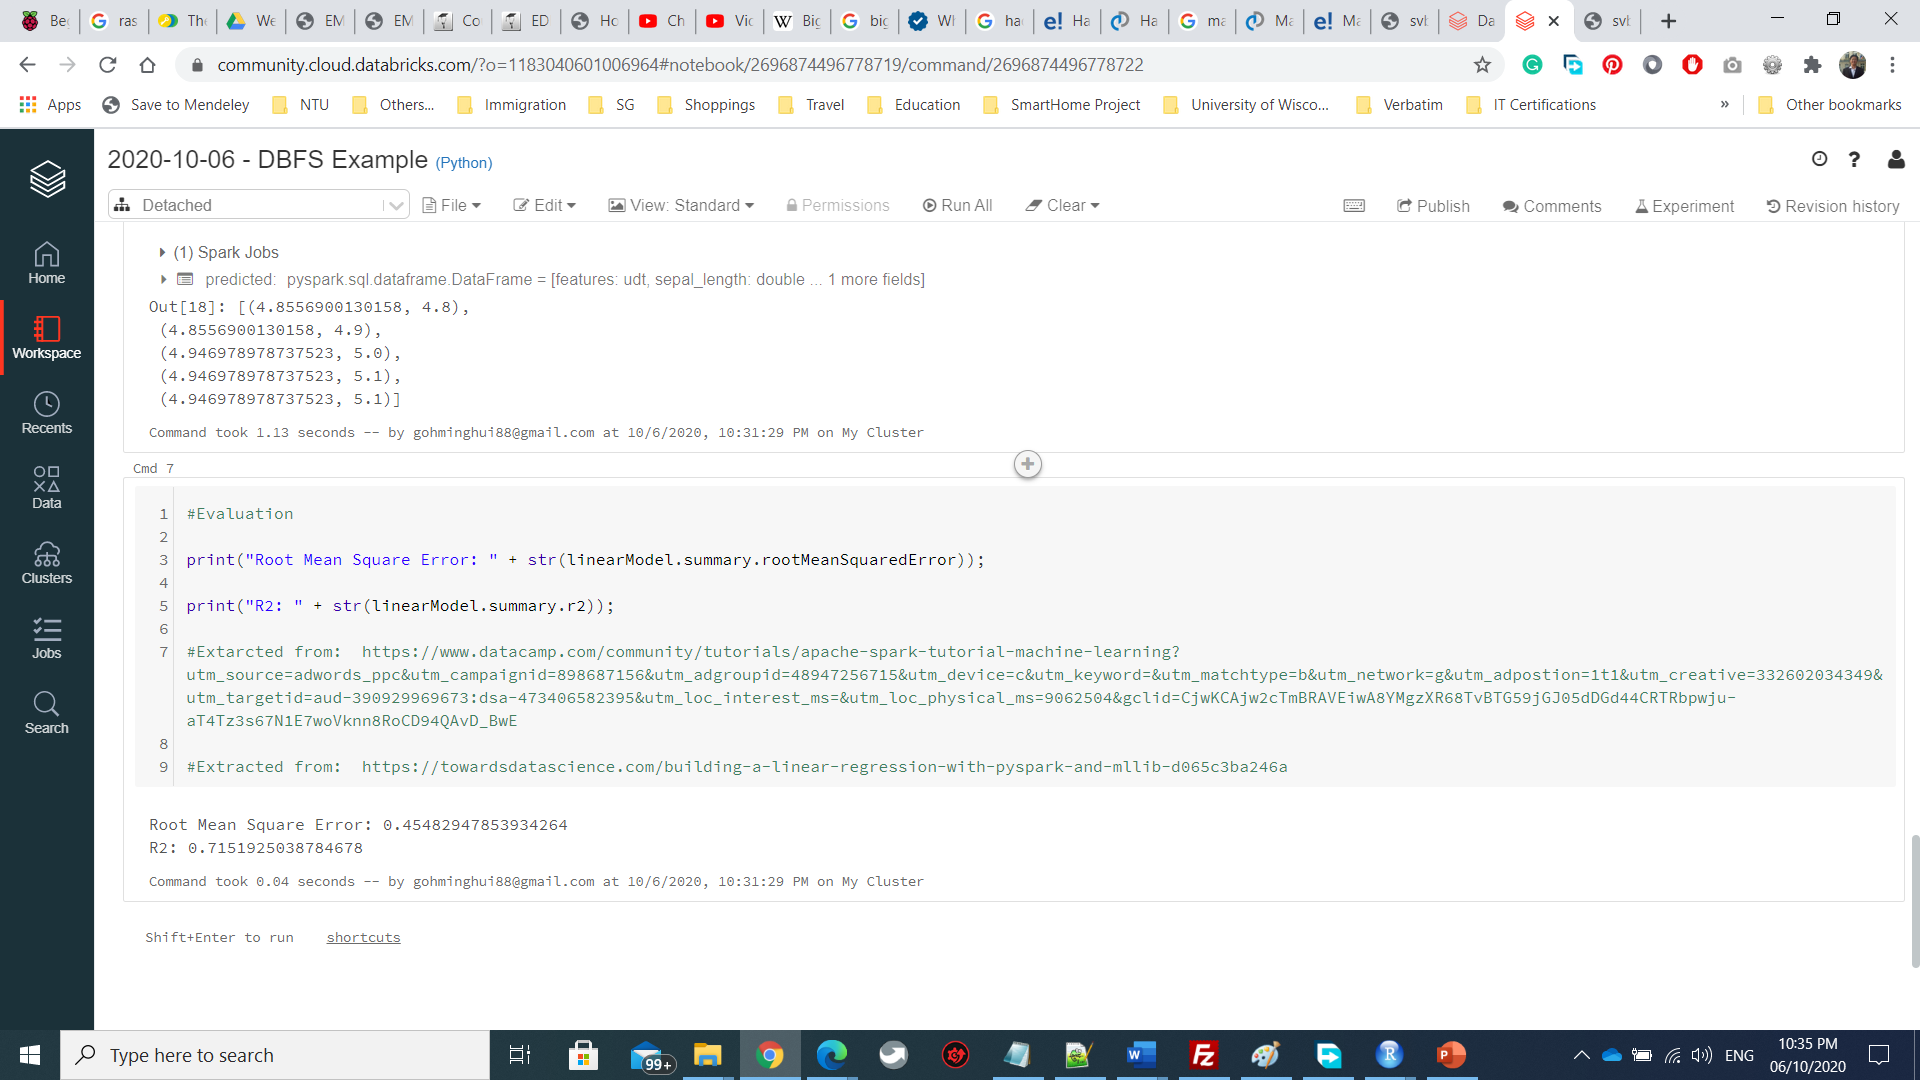 Be
ras
The
We
EM
EM
Co
ED
Ho
Ch
Vic
Big
big
Wh
ha
Ha
Ha
ma
Ma
Ma
svl
Da
svl
community.cloud.databricks.com/?o=1183040601006964#notebook/2696874496778719/command/2696874496778722
Apps
Save to Mendeley
NTU
Others...
Immigration
SG
Shoppings
Travel
Education
SmartHome Project
University of Wisco...
Verbatim
IT Certifications
»
Other bookmarks
2020-10-06 - DBFS Example (Python)
Detached
File
Edit
View: Standard
Permissions
Run All
Clear
Publish
Comments
Experiment
Revision history
Home
Workspace
Recents
Data
Clusters
Jobs
Search
(1) Spark Jobs
predicted: pyspark.sql.dataframe.DataFrame = [features: udt, sepal_length: double ... 1 more fields]
Out[18]: [(4.8556900130158, 4.8),
(4.8556900130158, 4.9),
(4.946978978737523, 5.0),
(4.946978978737523, 5.1),
(4.946978978737523, 5.1)]
Command took 1.13 seconds -- by gohminghui88@gmail.com at 10/6/2020, 10:31:29 PM on My Cluster
Cmd 7
1 #Evaluation
2
3 print("Root Mean Square Error: " + str(linearModel.summary.rootMeanSquaredError));
4
5 print("R2: " + str(linearModel.summary.r2));
6
7 #Extarcted from: https://www.datacamp.com/community/tutorials/apache-spark-tutorial-machine-learning?
utm_source=adwords_ppc&utm_campaignid=898687156&utm_adgroupid=48947256715&utm_device=c&utm_keyword=&utm_matchtype=b&utm_network=g&utm_adpostion=1t1&utm_creative=332602034349&
utm_targetid=aud-390929969673:dsa-473406582395&utm_loc_interest_ms=&utm_loc_physical_ms=9062504&gclid=CjwKCAjw2cTmBRAVEiwA8YMgzXR68TvBTG59jGJ05dDGd44CRTRbpwju-
aT4Tz3s67N1E7woVknn8RoCD94QAvD_BwE
8
9 #Extracted from: https://towardsdatascience.com/building-a-linear-regression-with-pyspark-and-mllib-d065c3ba246a
Root Mean Square Error: 0.45482947853934264
R2: 0.7151925038784678
Command took 0.04 seconds -- by gohminghui88@gmail.com at 10/6/2020, 10:31:29 PM on My Cluster
Shift+Enter to run shortcuts
Type here to search
99+
ENG
10:35 PM
06/10/2020